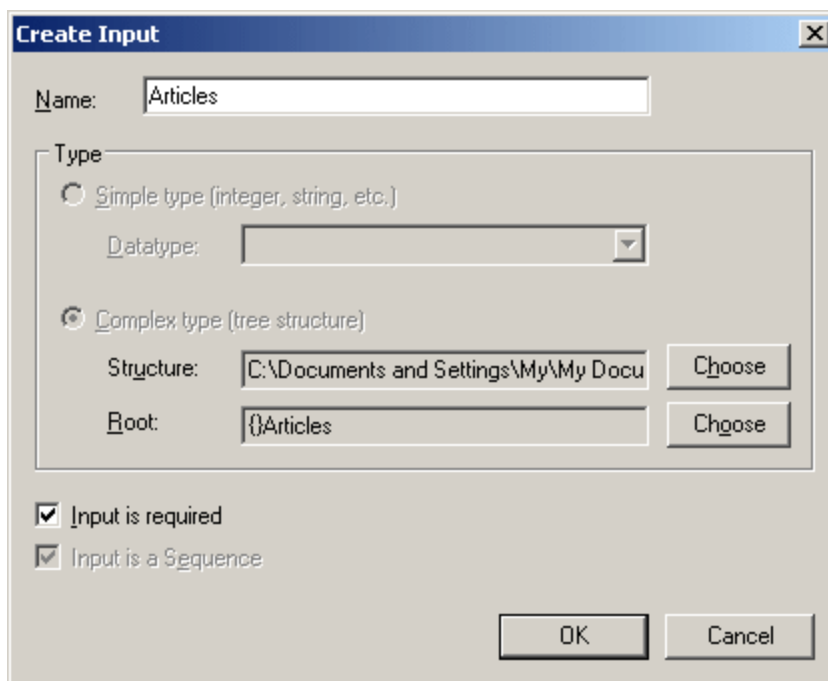 Create Input
Name: Articles
Type
Simple type (integer, string, etc.)
Datatype:
Complex type (tree structure)
Structure: C:\Documents and Settings\My\My Docu Choose
Root: {}Articles Choose
Input is required
Input is a Sequence
OK Cancel